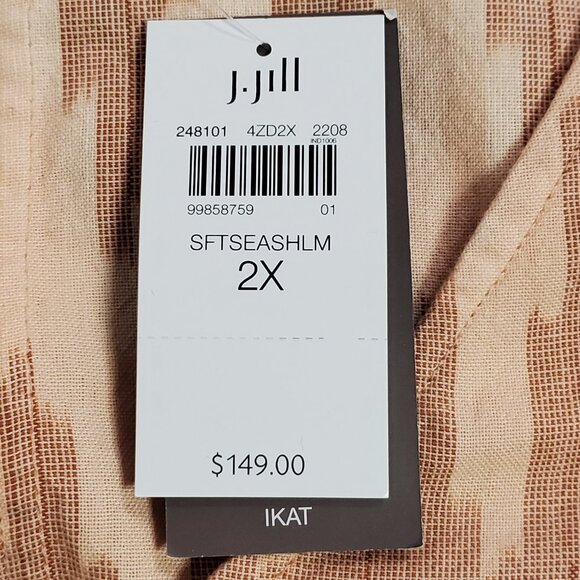 J.Jill
248101 4ZD2X 2208
IND1006
99858759 01
SFTSEASHLM
2X
$149.00
IKAT